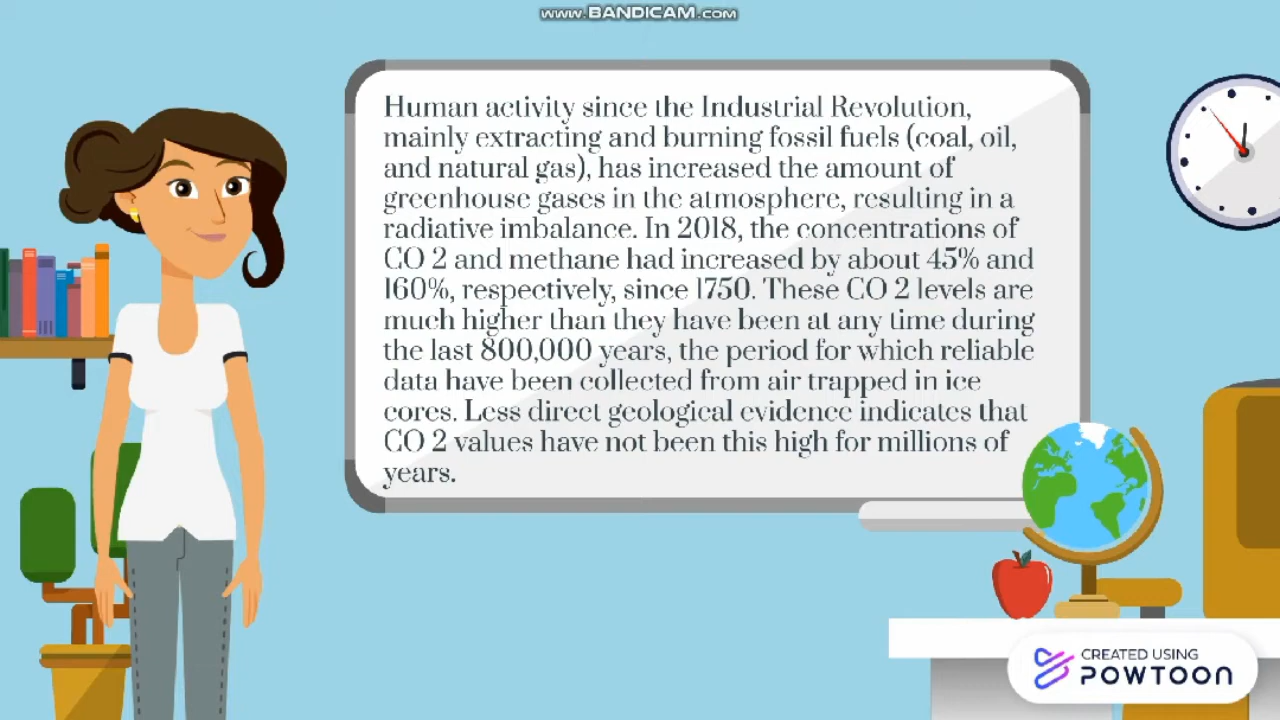 www.BANDICAM.com
Human activity since the Industrial Revolution,
mainly extracting and burning fossil fuels (coal, oil,
and natural gas), has increased the amount of
greenhouse gases in the atmosphere, resulting in a
radiative imbalance. In 2018, the concentrations of
CO 2 and methane had increased by about 45% and
160%, respectively, since 1750. These CO 2 levels are
much higher than they have been at any time during
the last 800,000 years, the period for which reliable
data have been collected from air trapped in ice
cores. Less direct geological evidence indicates that
CO 2 values have not been this high for millions of
years.
CREATED USING
POWTOON